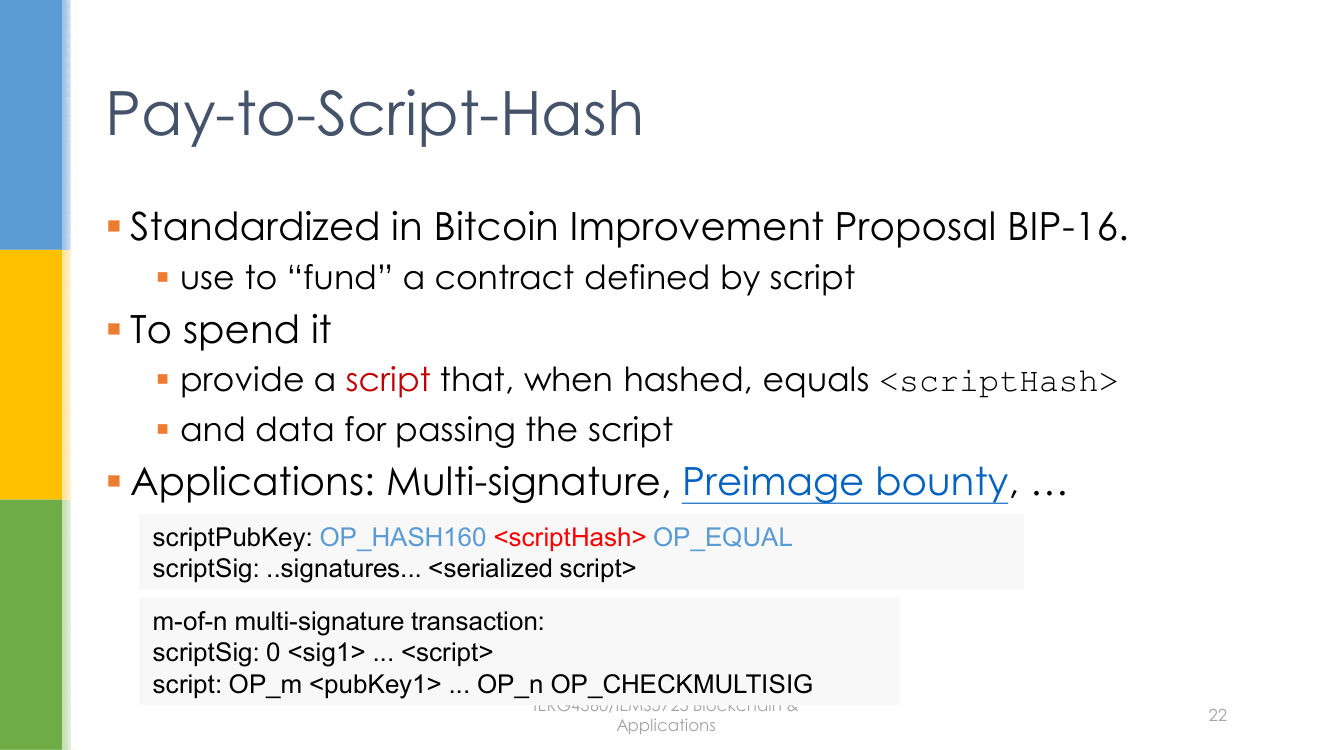 Pay-to-Script-Hash
Standardized in Bitcoin Improvement Proposal BIP-16.
use to “fund” a contract defined by script
To spend it
provide a script that, when hashed, equals <scriptHash>
and data for passing the script
Applications: Multi-signature, Preimage bounty, …
scriptPubKey: OP_HASH160 <scriptHash> OP_EQUAL
scriptSig: ..signatures... <serialized script>
m-of-n multi-signature transaction:
scriptSig: 0 <sig1> ... <script>
script: OP_m <pubKey1> ... OP_n OP_CHECKMULTISIG
Blockchain &
Applications
22